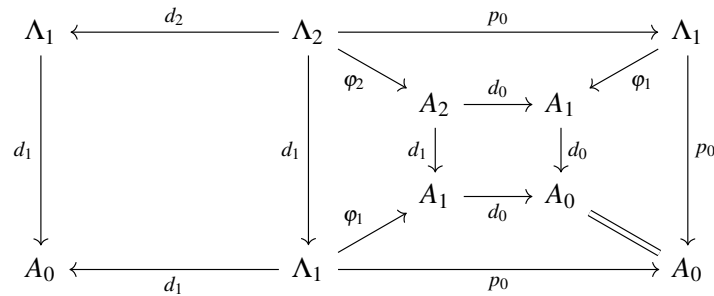 Λ₁ d₂ Λ₂ p₀ Λ₁
φ₂ φ₁
A₂ d₀ A₁
d₁ d₁ d₁ d₀ p₀
A₁ d₀ A₀
φ₁
A₀ d₁ Λ₁ p₀ A₀